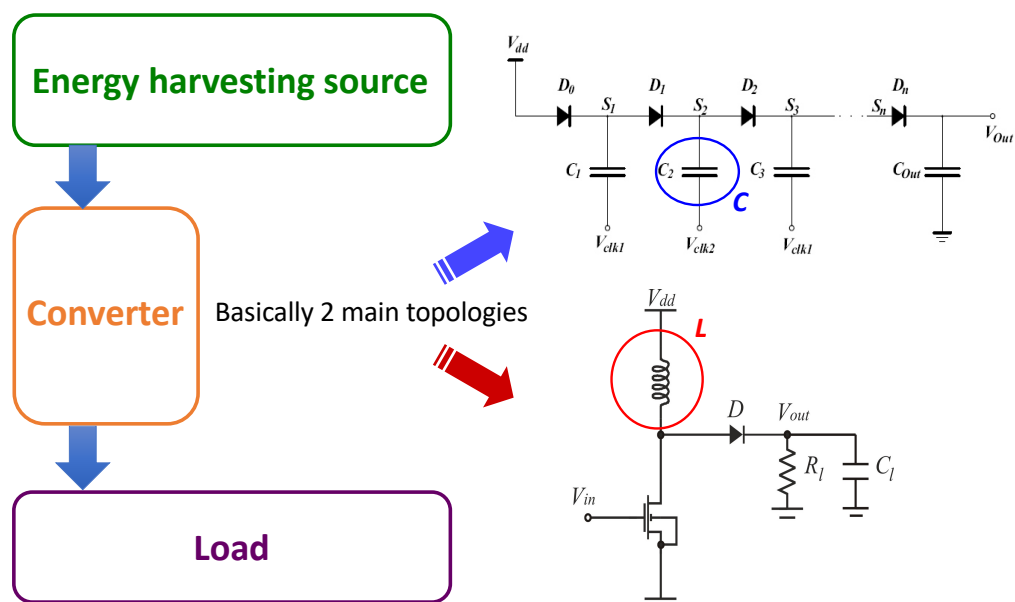 Energy harvesting source
Converter
Load
Basically 2 main topologies
Vdd
D0 D1 D2 Dn
S1 S2 S3 Sn
VOut
C1 C2 C3 COut
C
Vclk1 Vclk2 Vclk1
Vdd
L
D Vout
Rl Cl
Vin